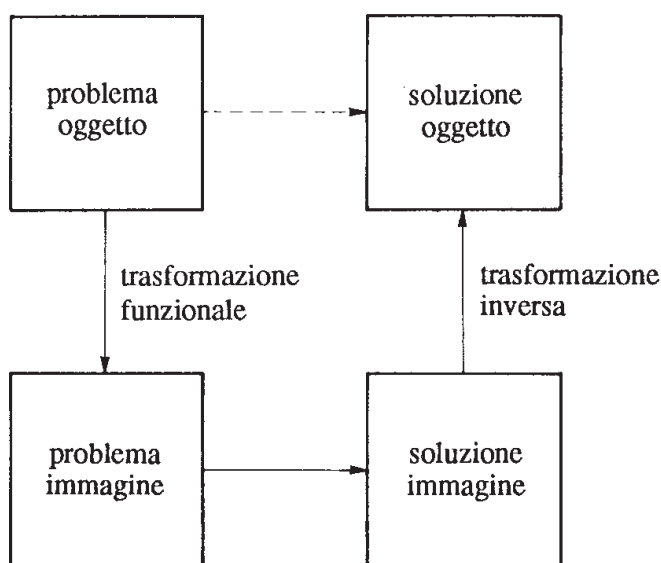 problema
oggetto
soluzione
oggetto
trasformazione
funzionale
trasformazione
inversa
problema
immagine
soluzione
immagine